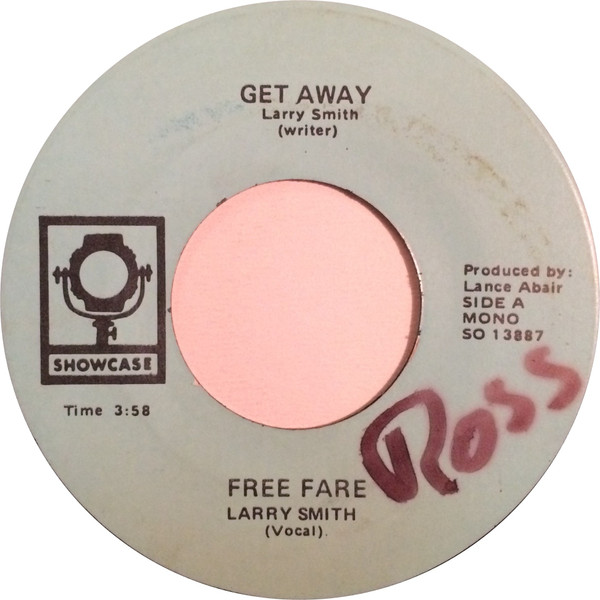 GET AWAY
Larry Smith
(writer)
SHOWCASE
Time 3:58
Produced by:
Lance Abair
SIDE A
MONO
SO 13887
Ross
FREE FARE
LARRY SMITH
(Vocal).